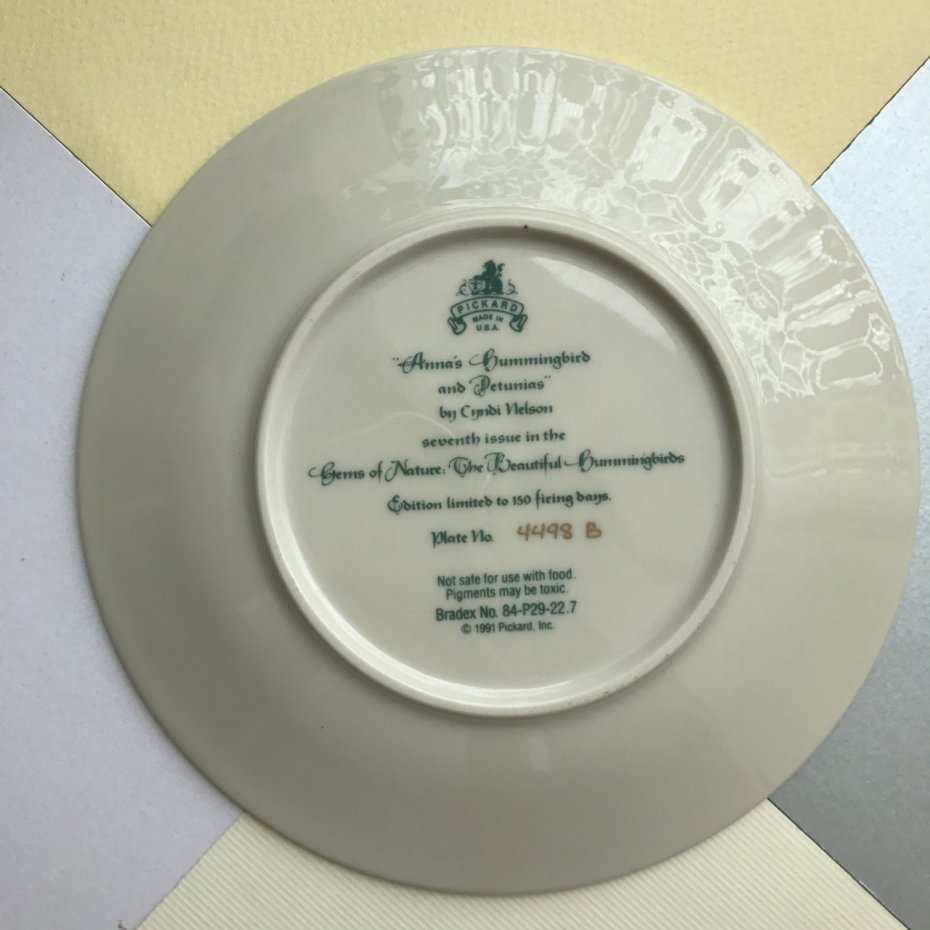 PICKARD
MADE IN
U.S.A.
"Anna's Hummingbird
and Petunias"
by Cyndi Nelson
seventh issue in the
Gems of Nature: The Beautiful Hummingbirds
Edition limited to 150 firing days.
Plate No. 4498 B
Not safe for use with food.
Pigments may be toxic.
Bradex No. 84-P29-22.7
© 1991 Pickard, Inc.